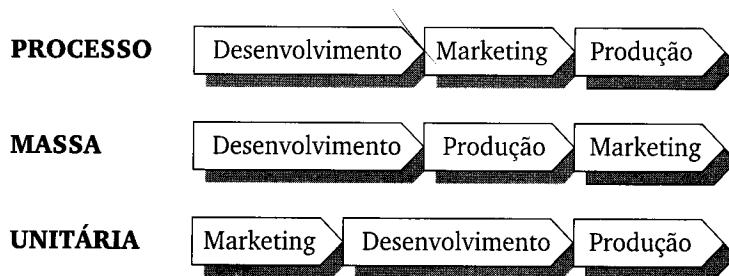 PROCESSO Desenvolvimento Marketing Produção
MASSA Desenvolvimento Produção Marketing
UNITÁRIA Marketing Desenvolvimento Produção